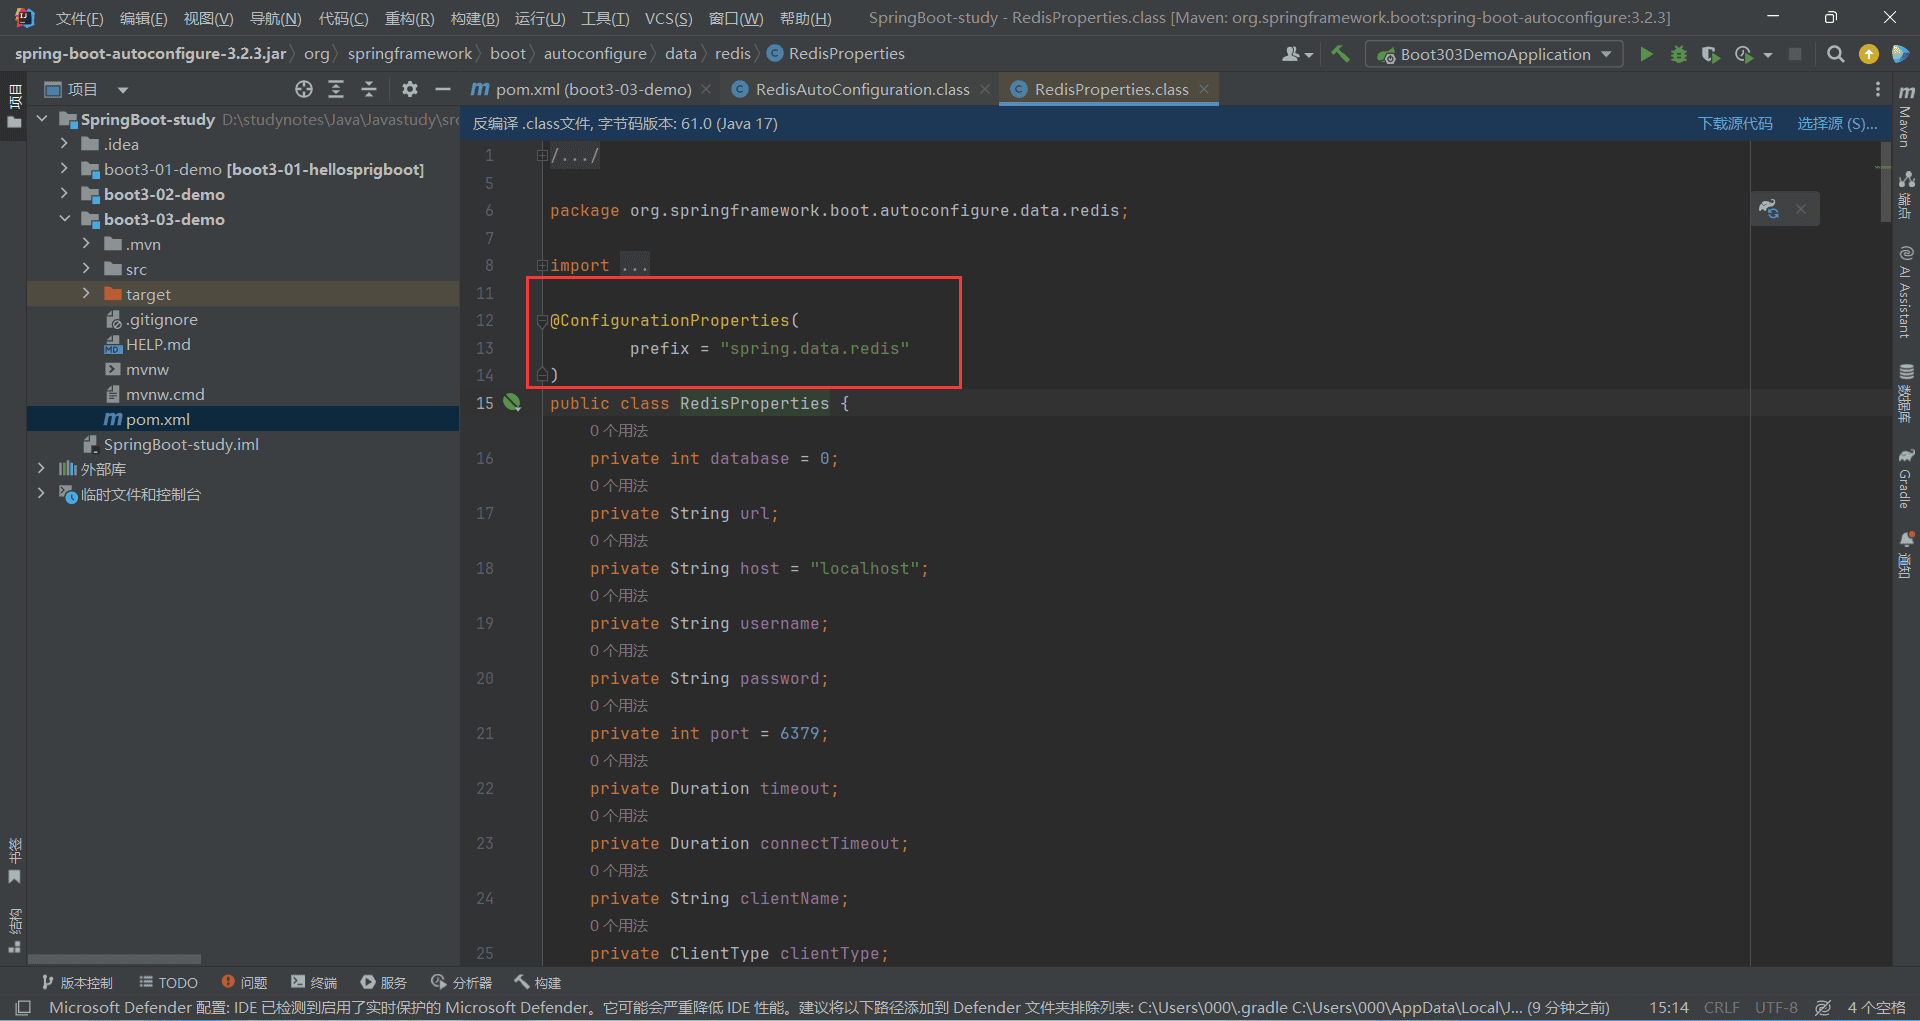 文件(F) 编辑(E) 视图(V) 导航(N) 代码(C) 重构(R) 构建(B) 运行(U) 工具(T) VCS(S) 窗口(W) 帮助(H) SpringBoot-study - RedisProperties.class [Maven: org.springframework.boot:spring-boot-autoconfigure:3.2.3]
spring-boot-autoconfigure-3.2.3.jar org springframework boot autoconfigure data redis RedisProperties Boot303DemoApplication
项目
项目
pom.xml (boot3-03-demo) RedisAutoConfiguration.class RedisProperties.class
SpringBoot-study D:\studynotes\Java\Javastudy\src
.idea
boot3-01-demo [boot3-01-hellosprigboot]
boot3-02-demo
boot3-03-demo
.mvn
src
target
.gitignore
HELP.md
mvnw
mvnw.cmd
pom.xml
SpringBoot-study.iml
外部库
临时文件和控制台
反编译 .class文件, 字节码版本: 61.0 (Java 17) 下载源代码 选择源 (S)...
1 /.../
5
6 package org.springframework.boot.autoconfigure.data.redis;
7
8 import ...
11
12 @ConfigurationProperties(
13 prefix = "spring.data.redis"
14 )
15 public class RedisProperties {
0 个用法
16 private int database = 0;
0 个用法
17 private String url;
0 个用法
18 private String host = "localhost";
0 个用法
19 private String username;
0 个用法
20 private String password;
0 个用法
21 private int port = 6379;
0 个用法
22 private Duration timeout;
0 个用法
23 private Duration connectTimeout;
0 个用法
24 private String clientName;
0 个用法
25 private ClientType clientType;
Maven
端点
AI Assistant
数据库
Gradle
通知
书签
结构
版本控制 TODO 问题 终端 服务 分析器 构建
Microsoft Defender 配置: IDE 已检测到启用了实时保护的 Microsoft Defender。它可能会严重降低 IDE 性能。建议将以下路径添加到 Defender 文件夹排除列表: C:\Users\000\.gradle C:\Users\000\AppData\Local\J... (9 分钟之前) 15:14 CRLF UTF-8 4 个空格